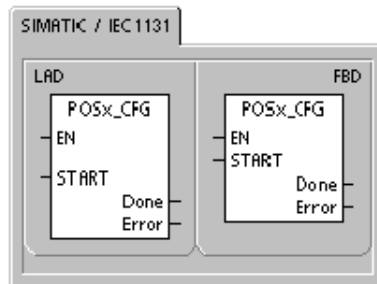 SIMATIC / IEC1131
LAD
POSx_CFG
EN
START
Done
Error
FBD
POSx_CFG
EN
START
Done
Error